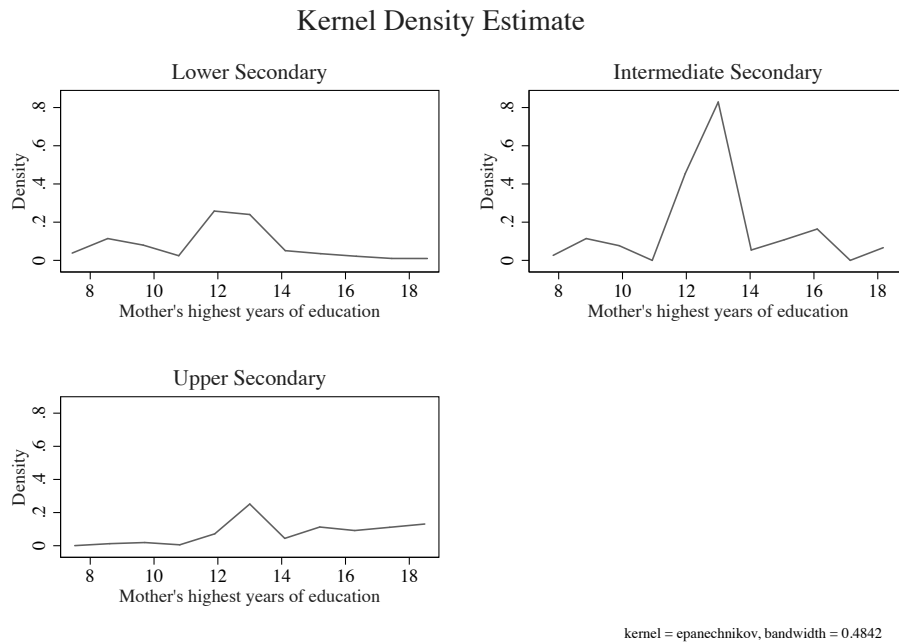 Kernel Density Estimate
Lower Secondary
Density
0 .2 .4 .6 .8
8 10 12 14 16 18
Mother's highest years of education
Intermediate Secondary
Density
0 .2 .4 .6 .8
8 10 12 14 16 18
Mother's highest years of education
Upper Secondary
Density
0 .2 .4 .6 .8
8 10 12 14 16 18
Mother's highest years of education
kernel = epanechnikov, bandwidth = 0.4842